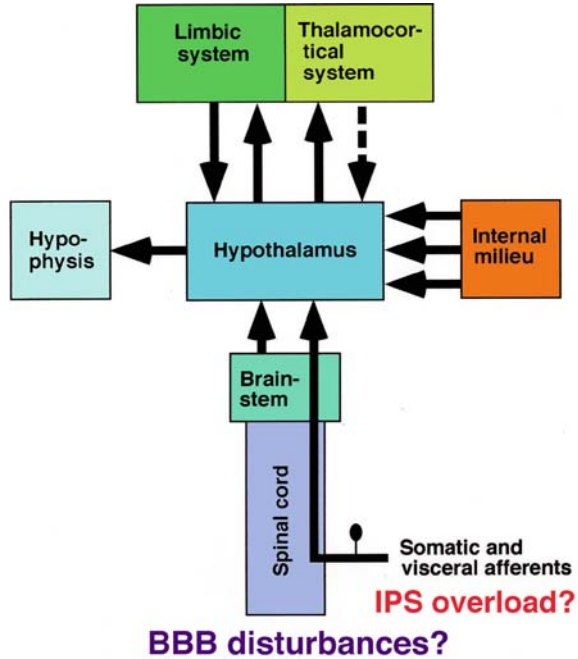 Limbic
system
Thalamocor-
tical
system
Hypo-
physis
Hypothalamus
Internal
milieu
Brain-
stem
Spinal cord
Somatic and
visceral afferents
IPS overload?
BBB disturbances?